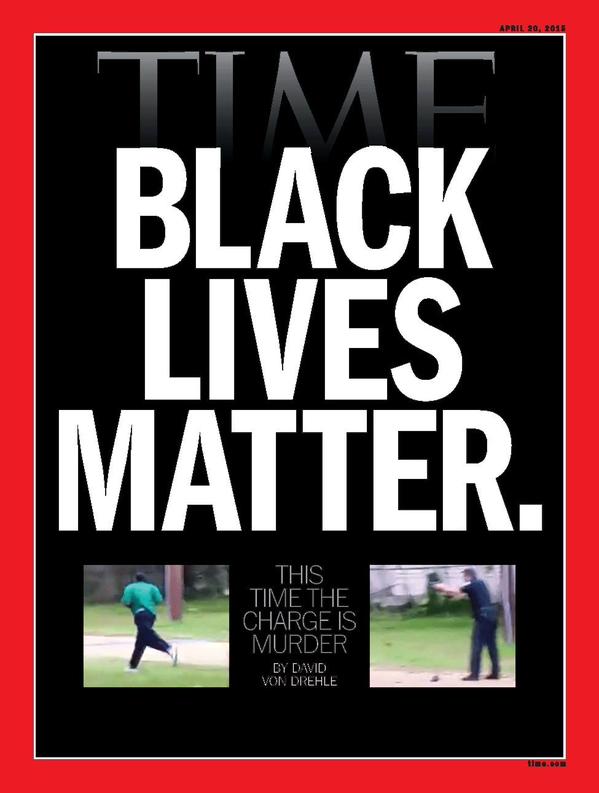 APRIL 20, 2015
TIME
BLACK
LIVES
MATTER.
THIS
TIME THE
CHARGE IS
MURDER
BY DAVID
VON DREHLE
time.com